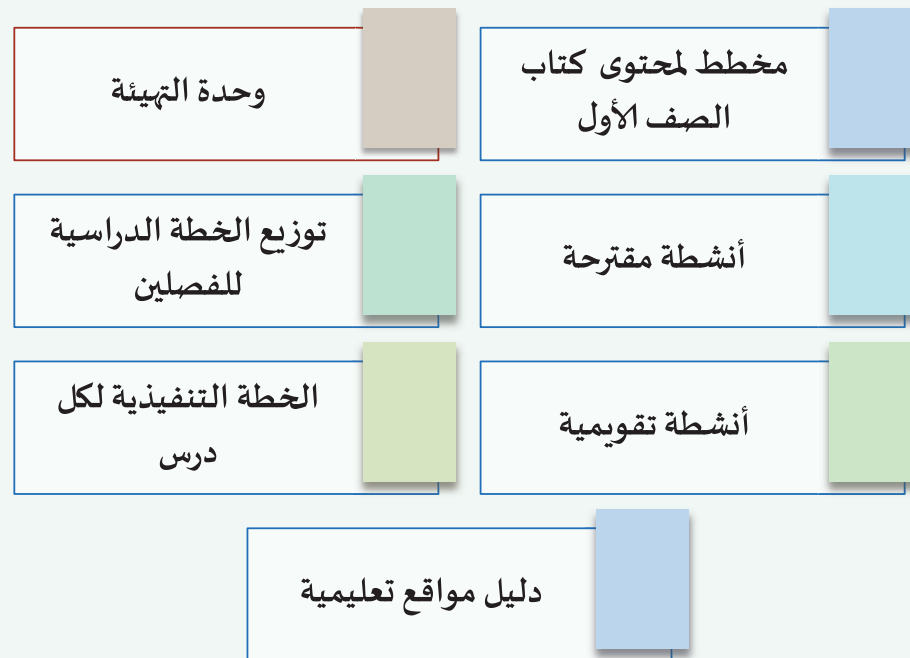 مخطط لمحتوى كتاب
الصف الأول
وحدة التهيئة
أنشطة مقترحة
توزيع الخطة الدراسية
للفصلين
أنشطة تقويمية
الخطة التنفيذية لكل
درس
دليل مواقع تعليمية